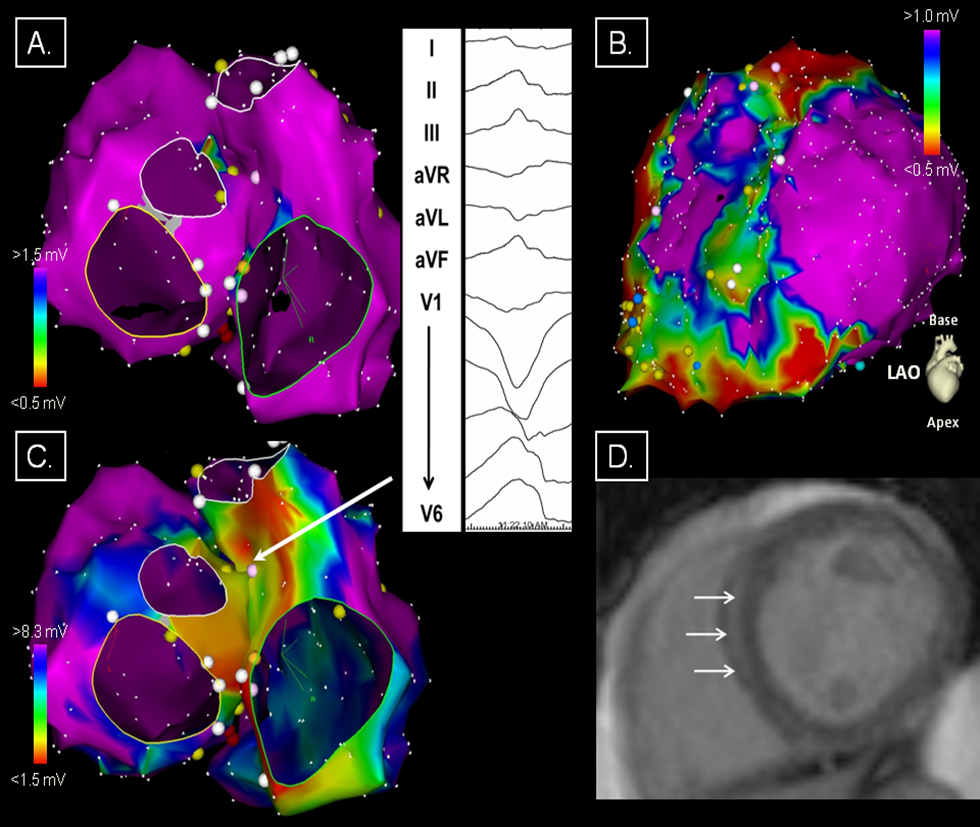 A.
>1.5 mV
<0.5 mV
I
II
III
aVR
aVL
aVF
V1
V6
B.
>1.0 mV
<0.5 mV
Base
LAO
Apex
C.
>8.3 mV
<1.5 mV
R
R
D.